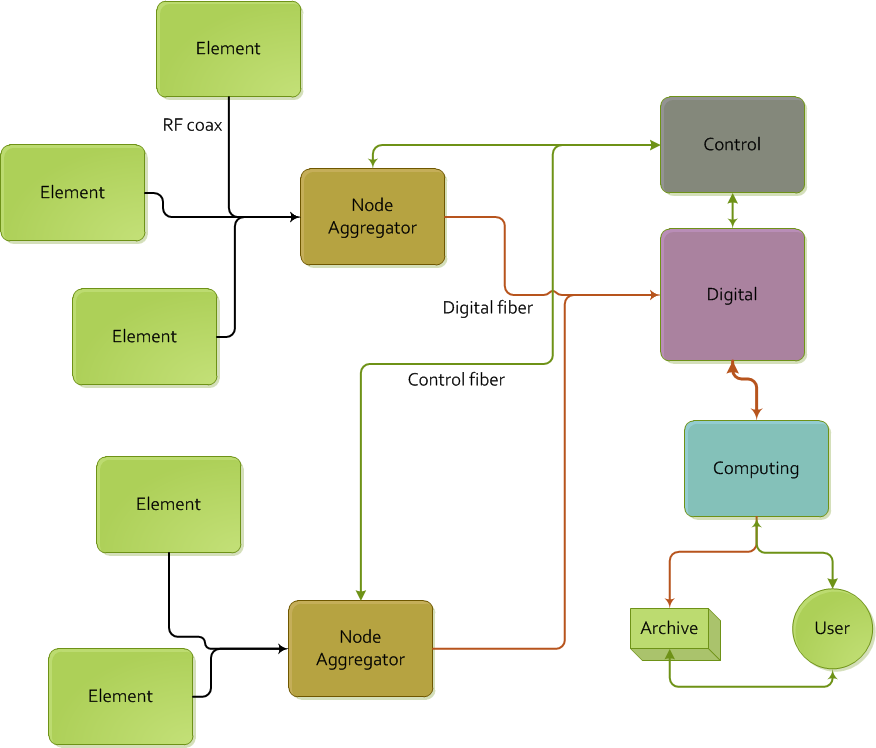 Element
RF coax
Element
Element
Node
Aggregator
Control
Digital
Digital fiber
Control fiber
Computing
Element
Element
Node
Aggregator
Archive
User